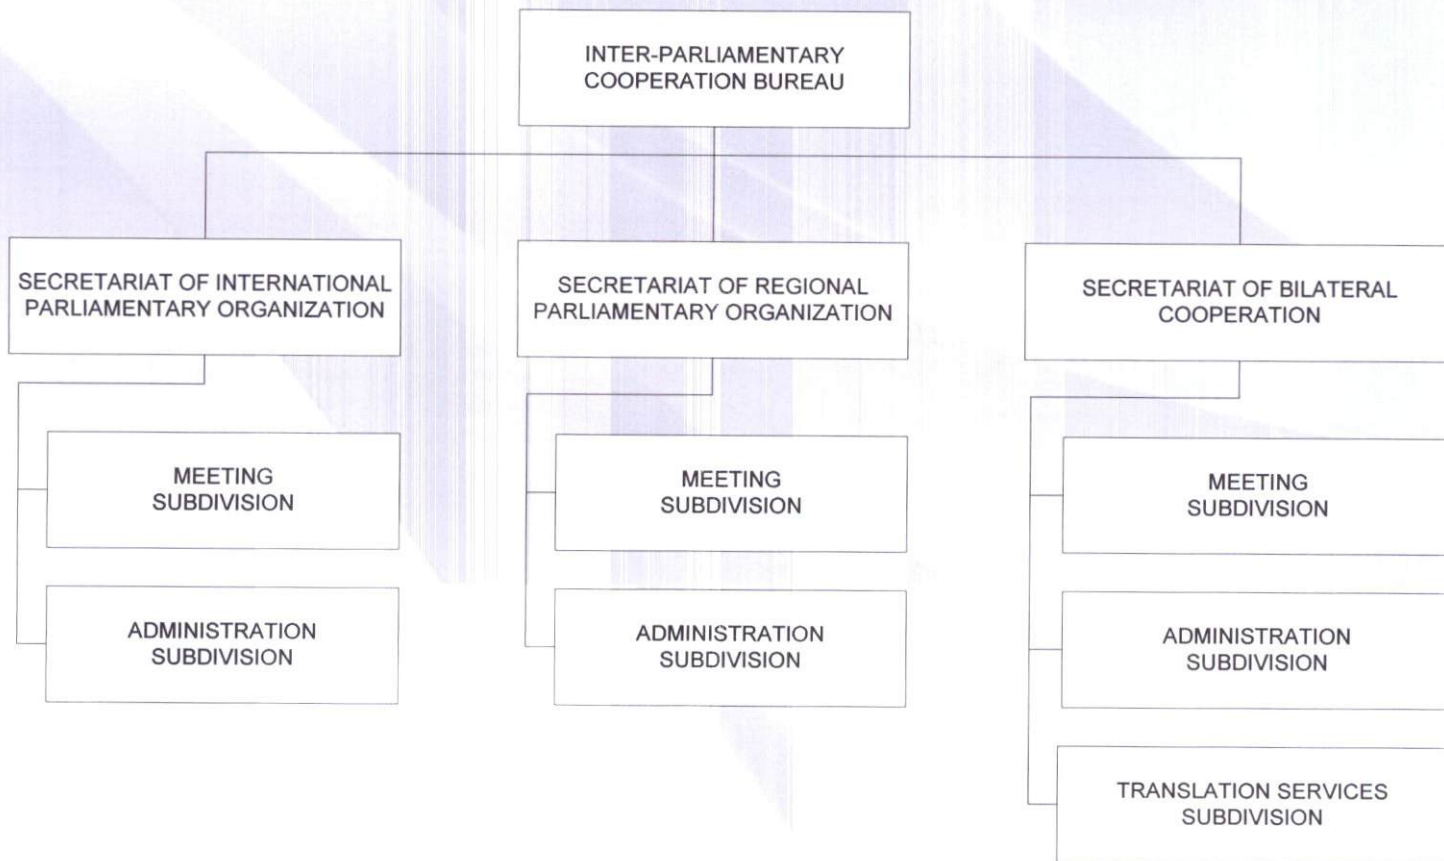 INTER-PARLIAMENTARY
COOPERATION BUREAU
SECRETARIAT OF INTERNATIONAL
PARLIAMENTARY ORGANIZATION
MEETING
SUBDIVISION
ADMINISTRATION
SUBDIVISION
SECRETARIAT OF REGIONAL
PARLIAMENTARY ORGANIZATION
MEETING
SUBDIVISION
ADMINISTRATION
SUBDIVISION
SECRETARIAT OF BILATERAL
COOPERATION
MEETING
SUBDIVISION
ADMINISTRATION
SUBDIVISION
TRANSLATION SERVICES
SUBDIVISION